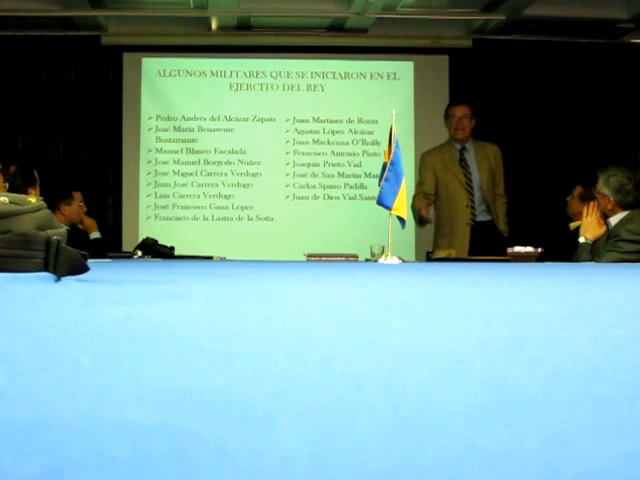 ALGUNOS MILITARES QUE SE INICIARON EN EL
EJÉRCITO DEL REY
Pedro Andrés del Alcázar Zapata
José María Benavente
Bustamante
Manuel Blanco Encalada
José Manuel Borgoño Núñez
José Miguel Carrera Verdugo
Juan José Carrera Verdugo
Luis Carrera Verdugo
José Francisco Gana López
Francisco de la Lastra de la Sotta
Juan Martínez de Rozas
Agustín López Alcázar
Juan Mackenna O'Reilly
Francisco Antonio Pinto
Joaquín Prieto Vial
José de San Martín Mat
Carlos Spano Padilla
Juan de Dios Vial Sant